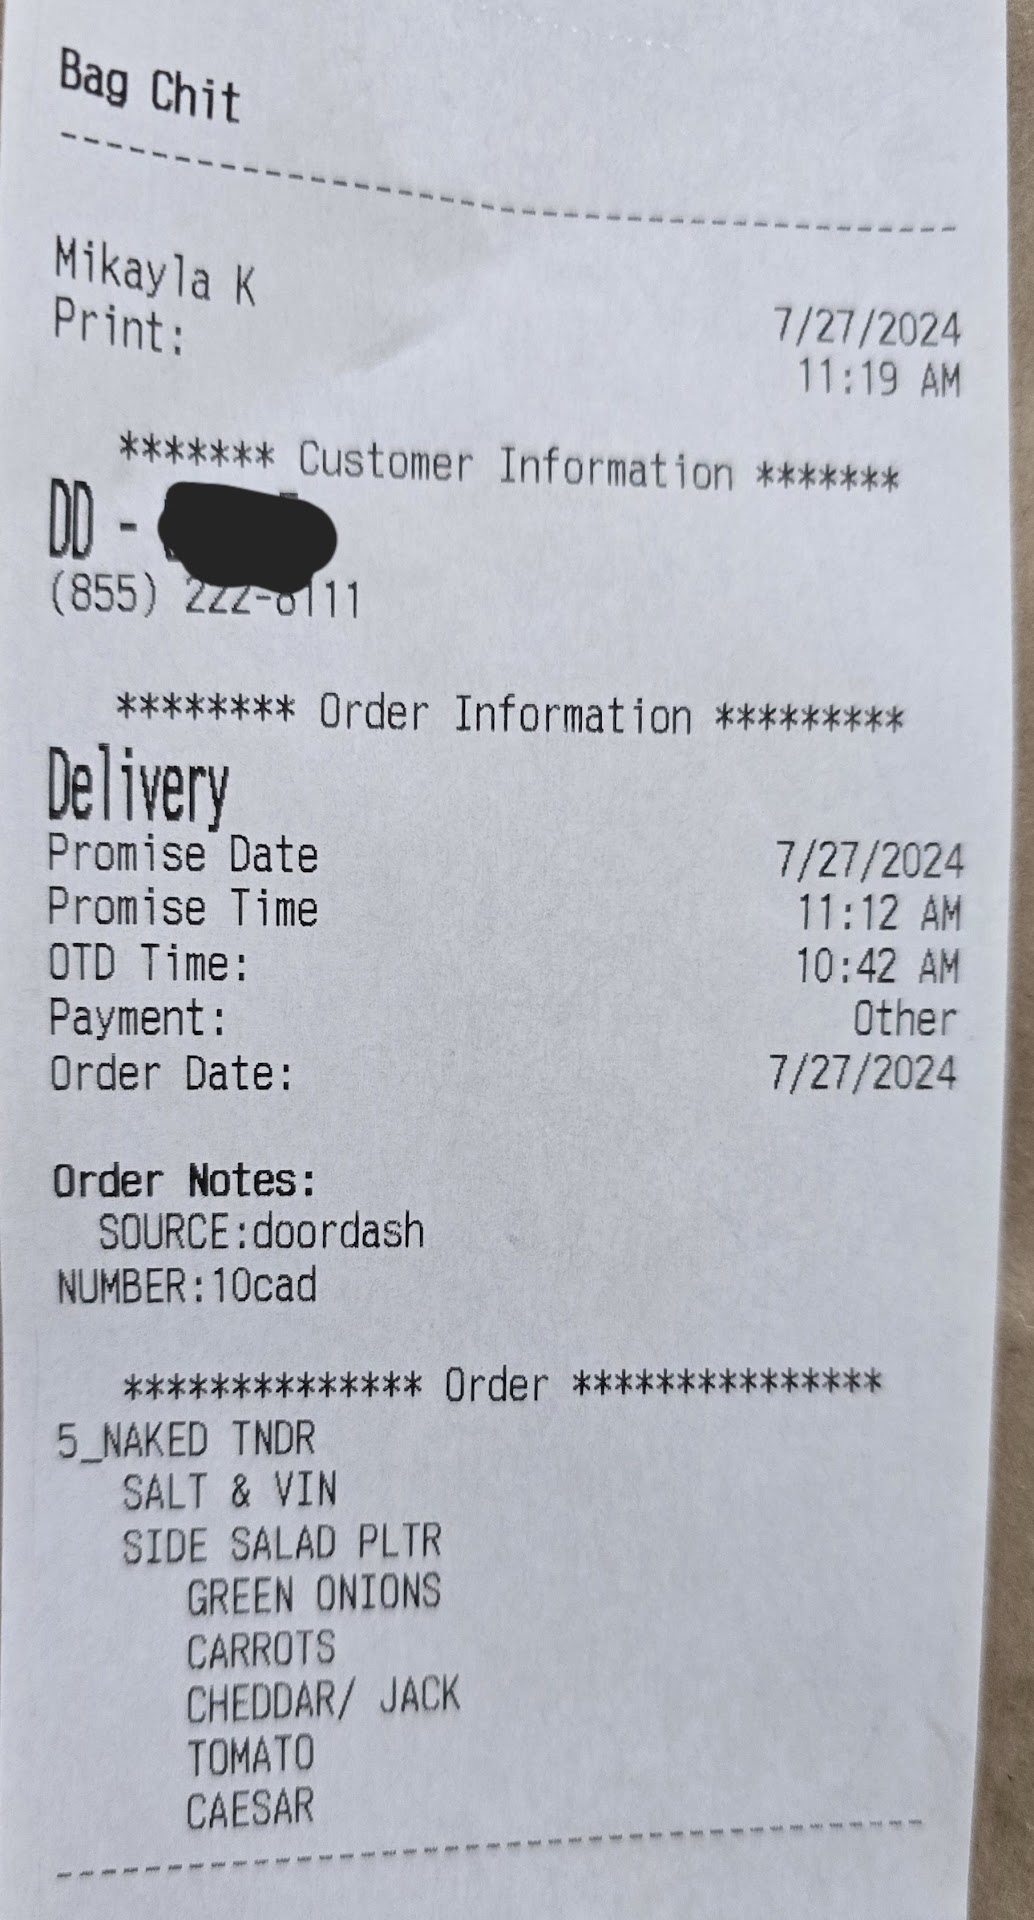 Bag Chit
--------------------------------------------
Mikayla K
Print: 7/27/2024
11:19 AM
******* Customer Information *******
DD -
(855) 222-8111
******** Order Information *********
Delivery
Promise Date 7/27/2024
Promise Time 11:12 AM
OTD Time: 10:42 AM
Payment: Other
Order Date: 7/27/2024
Order Notes:
SOURCE:doordash
NUMBER:10cad
************** Order ***************
5_NAKED TNDR
SALT & VIN
SIDE SALAD PLTR
GREEN ONIONS
CARROTS
CHEDDAR/ JACK
TOMATO
CAESAR
--------------------------------------------